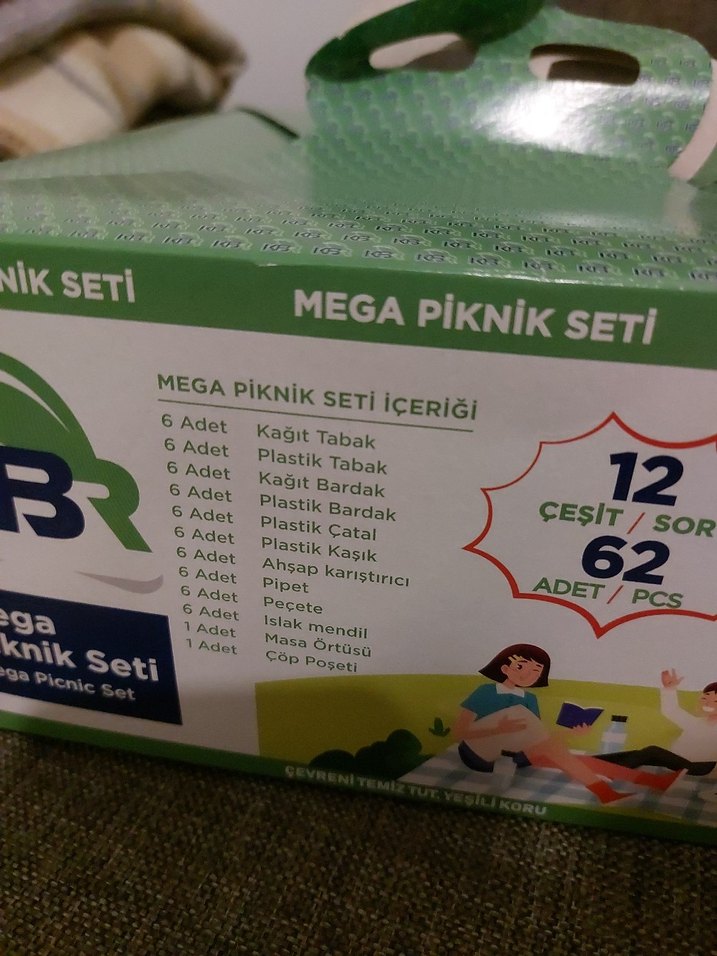 NİK SETİ
MEGA PİKNİK SETİ
MEGA PİKNİK SETİ İÇERİĞİ
6 Adet Kağıt Tabak
6 Adet Plastik Tabak
6 Adet Kağıt Bardak
6 Adet Plastik Bardak
6 Adet Plastik Çatal
6 Adet Plastik Kaşık
6 Adet Ahşap karıştırıcı
6 Adet Pipet
6 Adet Peçete
6 Adet Islak mendil
1 Adet Masa Örtüsü
1 Adet Çöp Poşeti
12
ÇEŞİT / SOR
62
ADET / PCS
BR
ega
iknik Seti
ega Picnic Set
ÇEVRENİ TEMİZ TUT, YEŞİLİ KORU